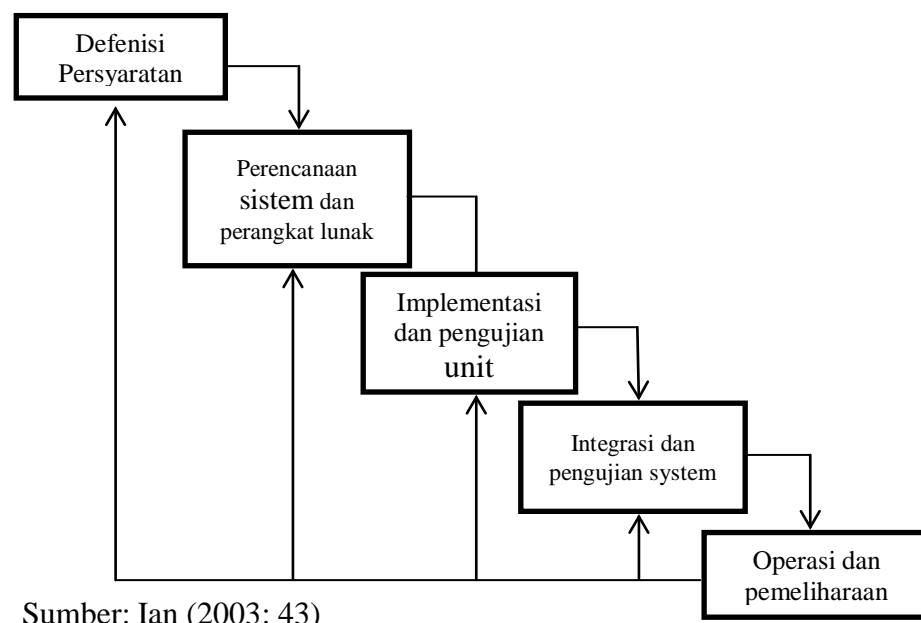 Defenisi
Persyaratan
Perencanaan
sistem dan
perangkat lunak
Implementasi
dan pengujian
unit
Integrasi dan
pengujian system
Operasi dan
pemeliharaan
Sumber: Ian (2003: 43)